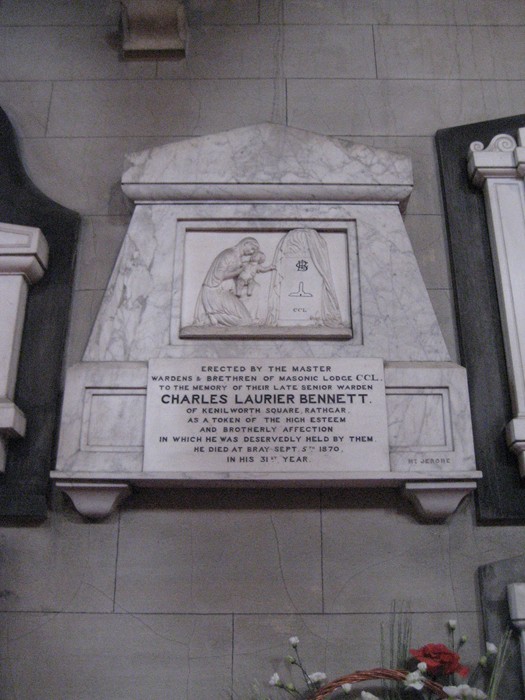 CCL
ERECTED BY THE MASTER
WARDENS & BRETHREN OF MASONIC LODGE CCL.
TO THE MEMORY OF THEIR LATE SENIOR WARDEN
CHARLES LAURIER BENNETT.
OF KENILWORTH SQUARE, RATHGAR.
AS A TOKEN OF THE HIGH ESTEEM
AND BROTHERLY AFFECTION
IN WHICH HE WAS DESERVEDLY HELD BY THEM.
HE DIED AT BRAY SEPT. 5TH 1870,
IN HIS 31ST YEAR.